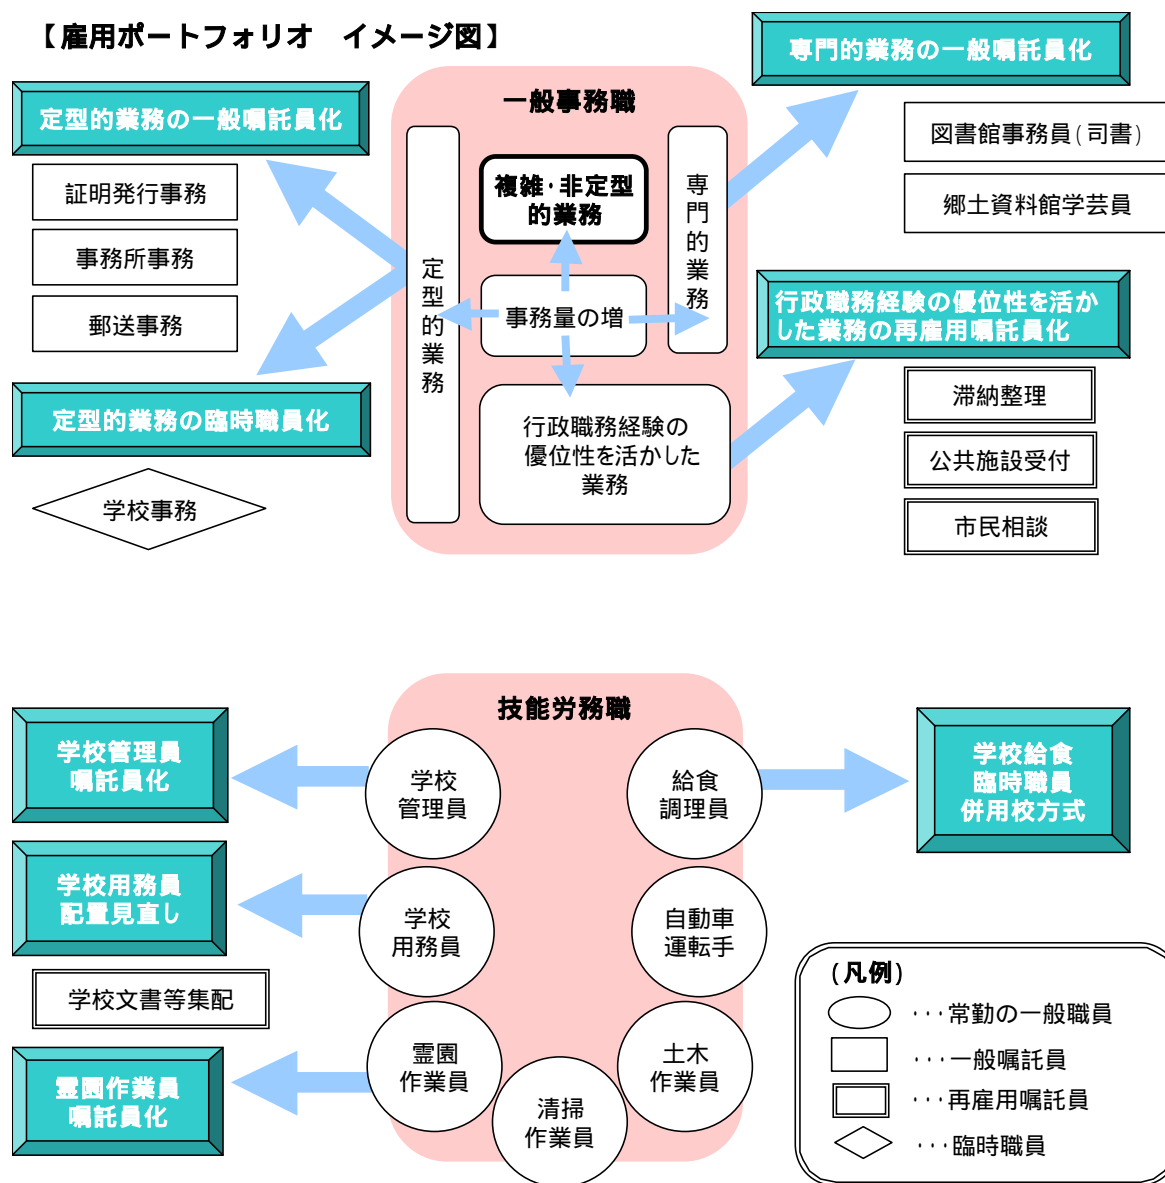 【雇用ポートフォリオ　イメージ図】
専門的業務の一般嘱託員化
定型的業務の一般嘱託員化
一般事務職
図書館事務員(司書)
郷土資料館学芸員
証明発行事務
事務所事務
郵送事務
複雑・非定型
的業務
専門的業務
定型的業務
事務量の増
行政職務経験の優位性を活か
した業務の再雇用嘱託員化
定型的業務の臨時職員化
行政職務経験の
優位性を活かした
業務
滞納整理
公共施設受付
市民相談
学校事務
技能労務職
学校管理員
嘱託員化
学校
管理員
給食
調理員
学校給食
臨時職員
併用校方式
学校用務員
配置見直し
学校
用務員
自動車
運転手
学校文書等集配
霊園作業員
嘱託員化
霊園
作業員
清掃
作業員
土木
作業員
(凡例)
・・・常勤の一般職員
・・・一般嘱託員
・・・再雇用嘱託員
・・・臨時職員